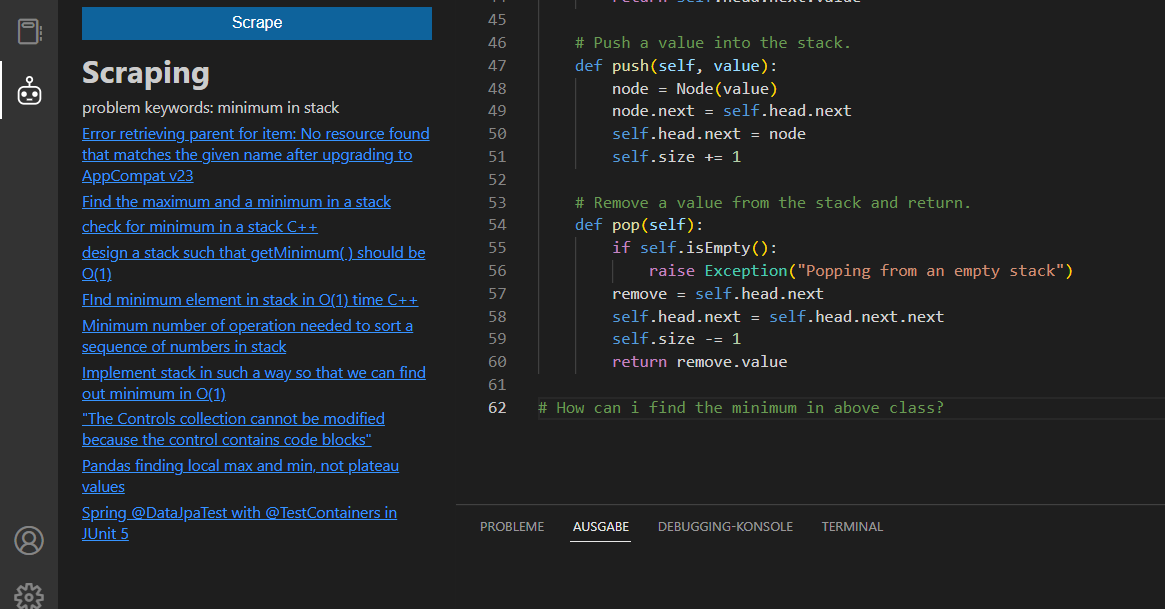 Scrape
Scraping
problem keywords: minimum in stack
Error retrieving parent for item: No resource found
that matches the given name after upgrading to
AppCompat v23
Find the maximum and a minimum in a stack
check for minimum in a stack C++
design a stack such that getMinimum( ) should be
O(1)
FInd minimum element in stack in O(1) time C++
Minimum number of operation needed to sort a
sequence of numbers in stack
Implement stack in such a way so that we can find
out minimum in O(1)
"The Controls collection cannot be modified
because the control contains code blocks"
Pandas finding local max and min, not plateau
values
Spring @DataJpaTest with @TestContainers in
JUnit 5
44 return self.head.next.value
45
46 # Push a value into the stack.
47 def push(self, value):
48 node = Node(value)
49 node.next = self.head.next
50 self.head.next = node
51 self.size += 1
52
53 # Remove a value from the stack and return.
54 def pop(self):
55 if self.isEmpty():
56 raise Exception("Popping from an empty stack")
57 remove = self.head.next
58 self.head.next = self.head.next.next
59 self.size -= 1
60 return remove.value
61
62 # How can i find the minimum in above class?
PROBLEME AUSGABE DEBUGGING-KONSOLE TERMINAL